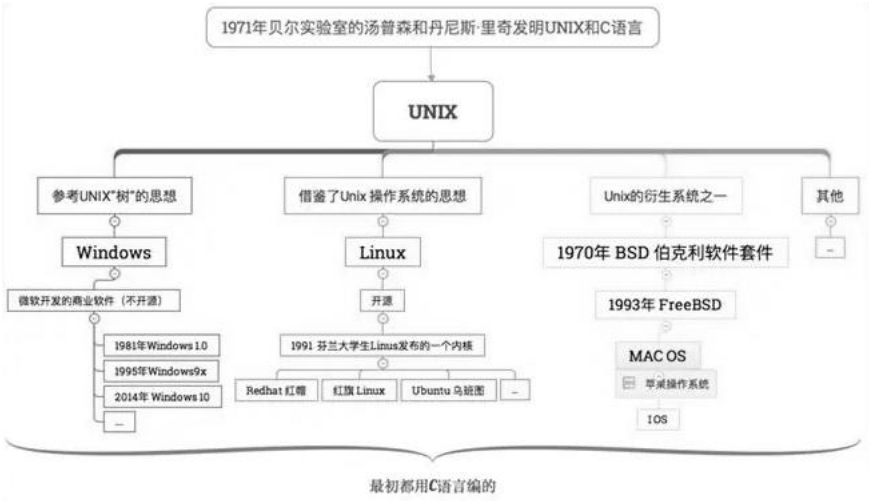 1971年贝尔实验室的汤普森和丹尼斯·里奇发明UNIX和C语言
UNIX
参考UNIX"树"的思想
借鉴了Unix 操作系统的思想
Unix的衍生系统之一
其他
Windows
Linux
1970年 BSD 伯克利软件套件
...
微软开发的商业软件（不开源）
开源
1993年 FreeBSD
1981年Windows 1.0
1995年Windows9x
2014年 Windows 10
...
1991 芬兰大学生Linus发布的一个内核
Redhat 红帽
红旗 Linux
Ubuntu 乌班图
...
MAC OS
苹果操作系统
IOS
最初都用C语言编的